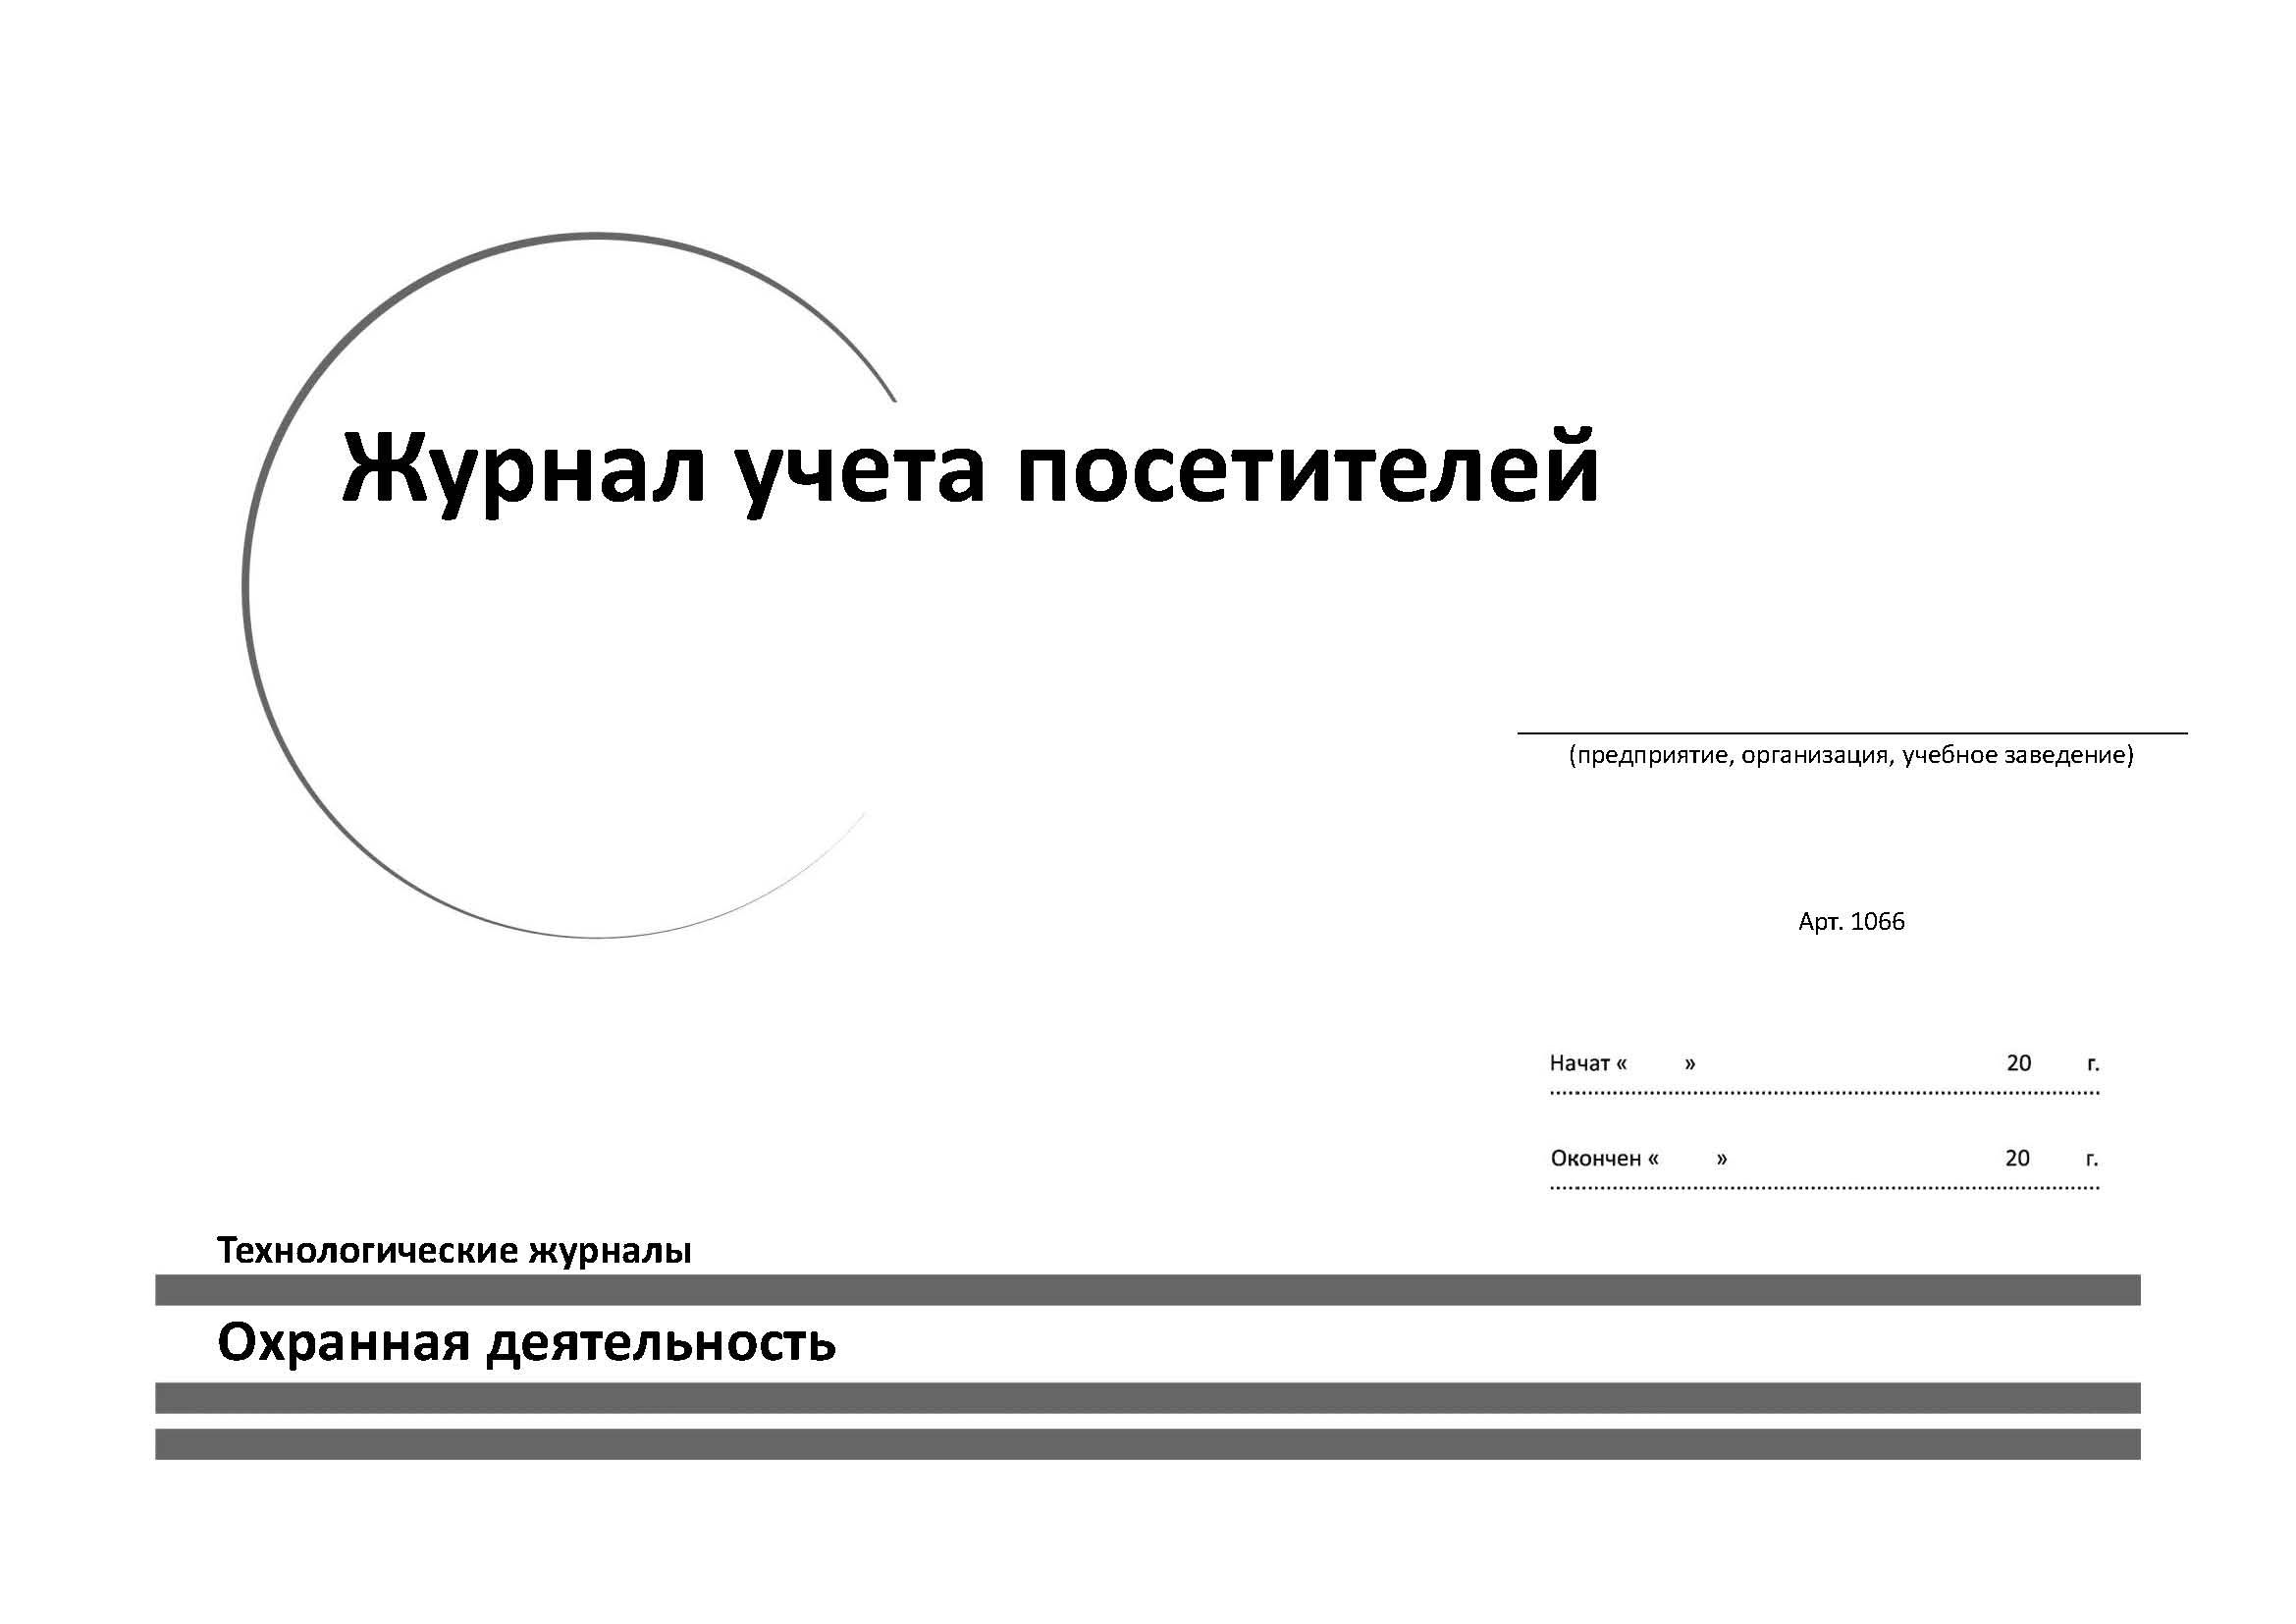 Журнал учета посетителей
(предприятие, организация, учебное заведение)
Арт. 1066
Начат « » 20 г.
Окончен « » 20 г.
Технологические журналы
Охранная деятельность